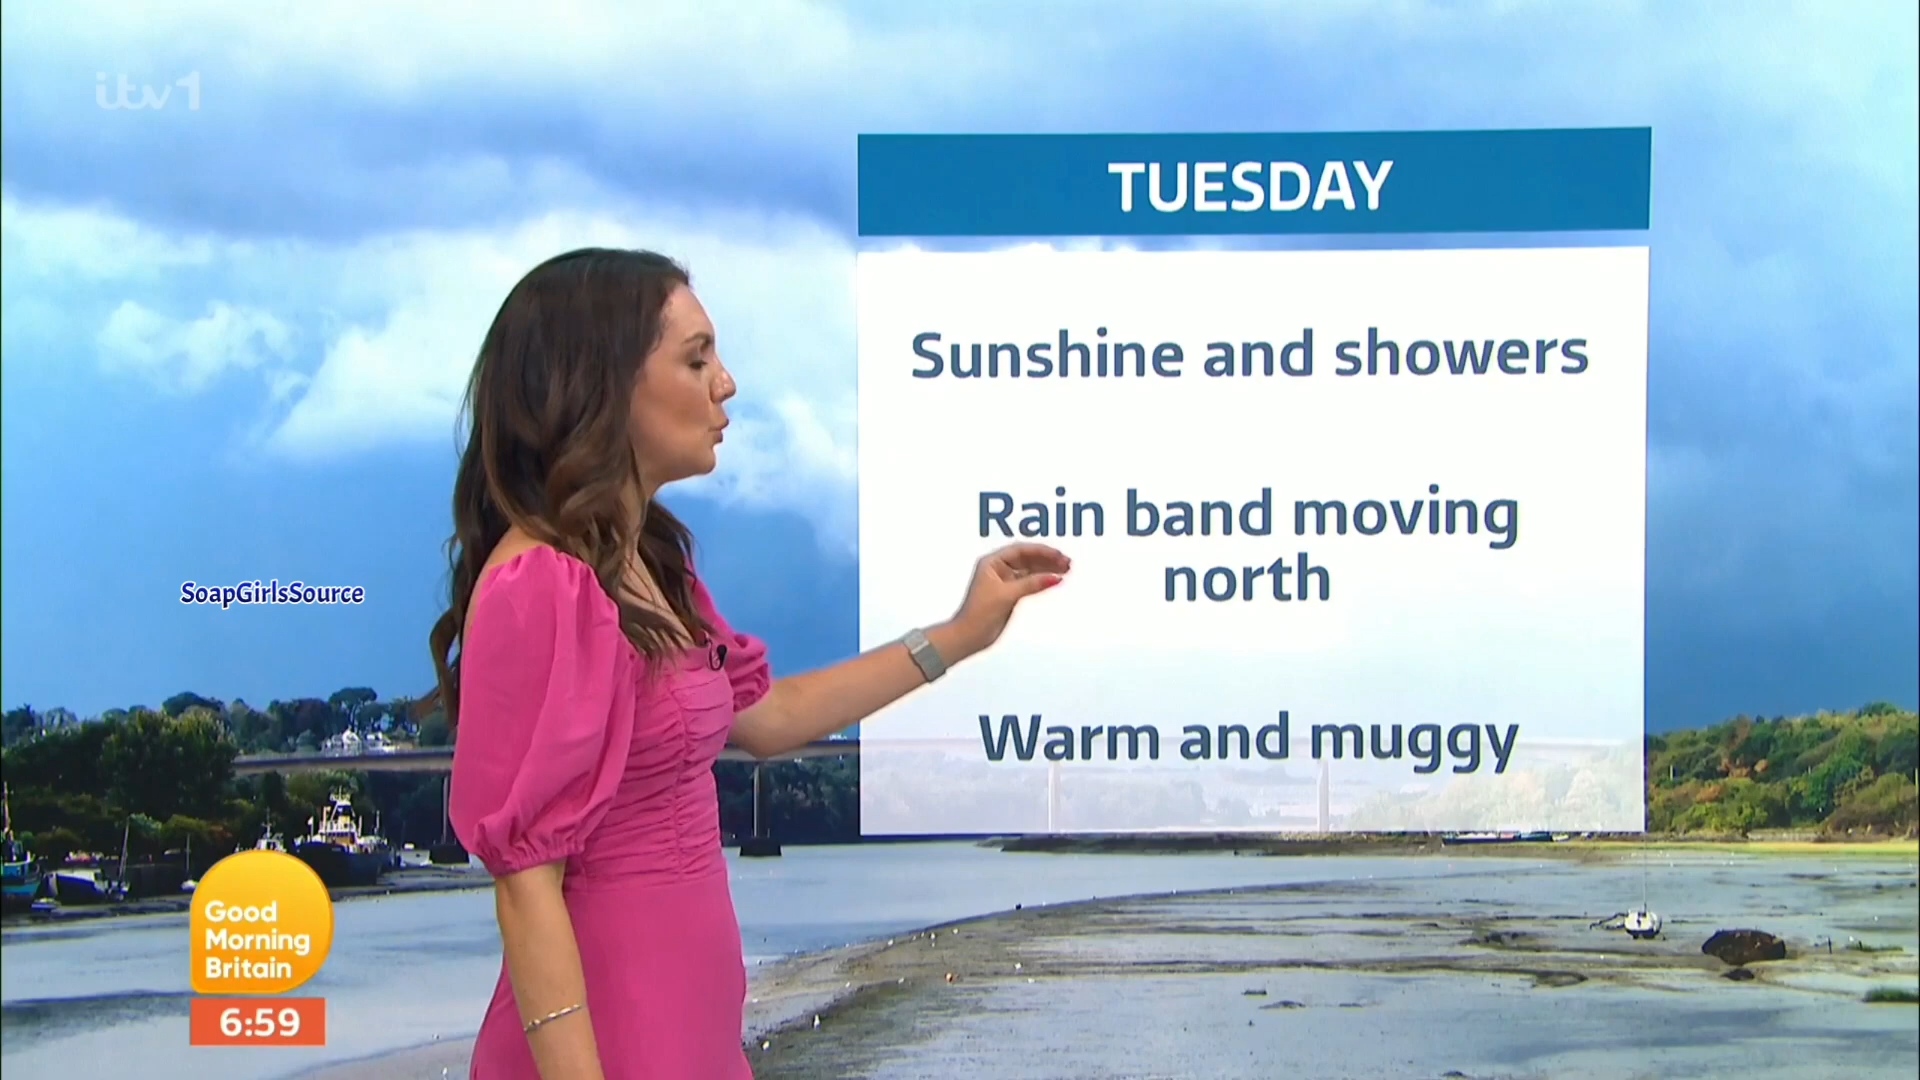 itv1
TUESDAY
Sunshine and showers
Rain band moving
north
Warm and muggy
SoapGirlsSource
Good
Morning
Britain
6:59